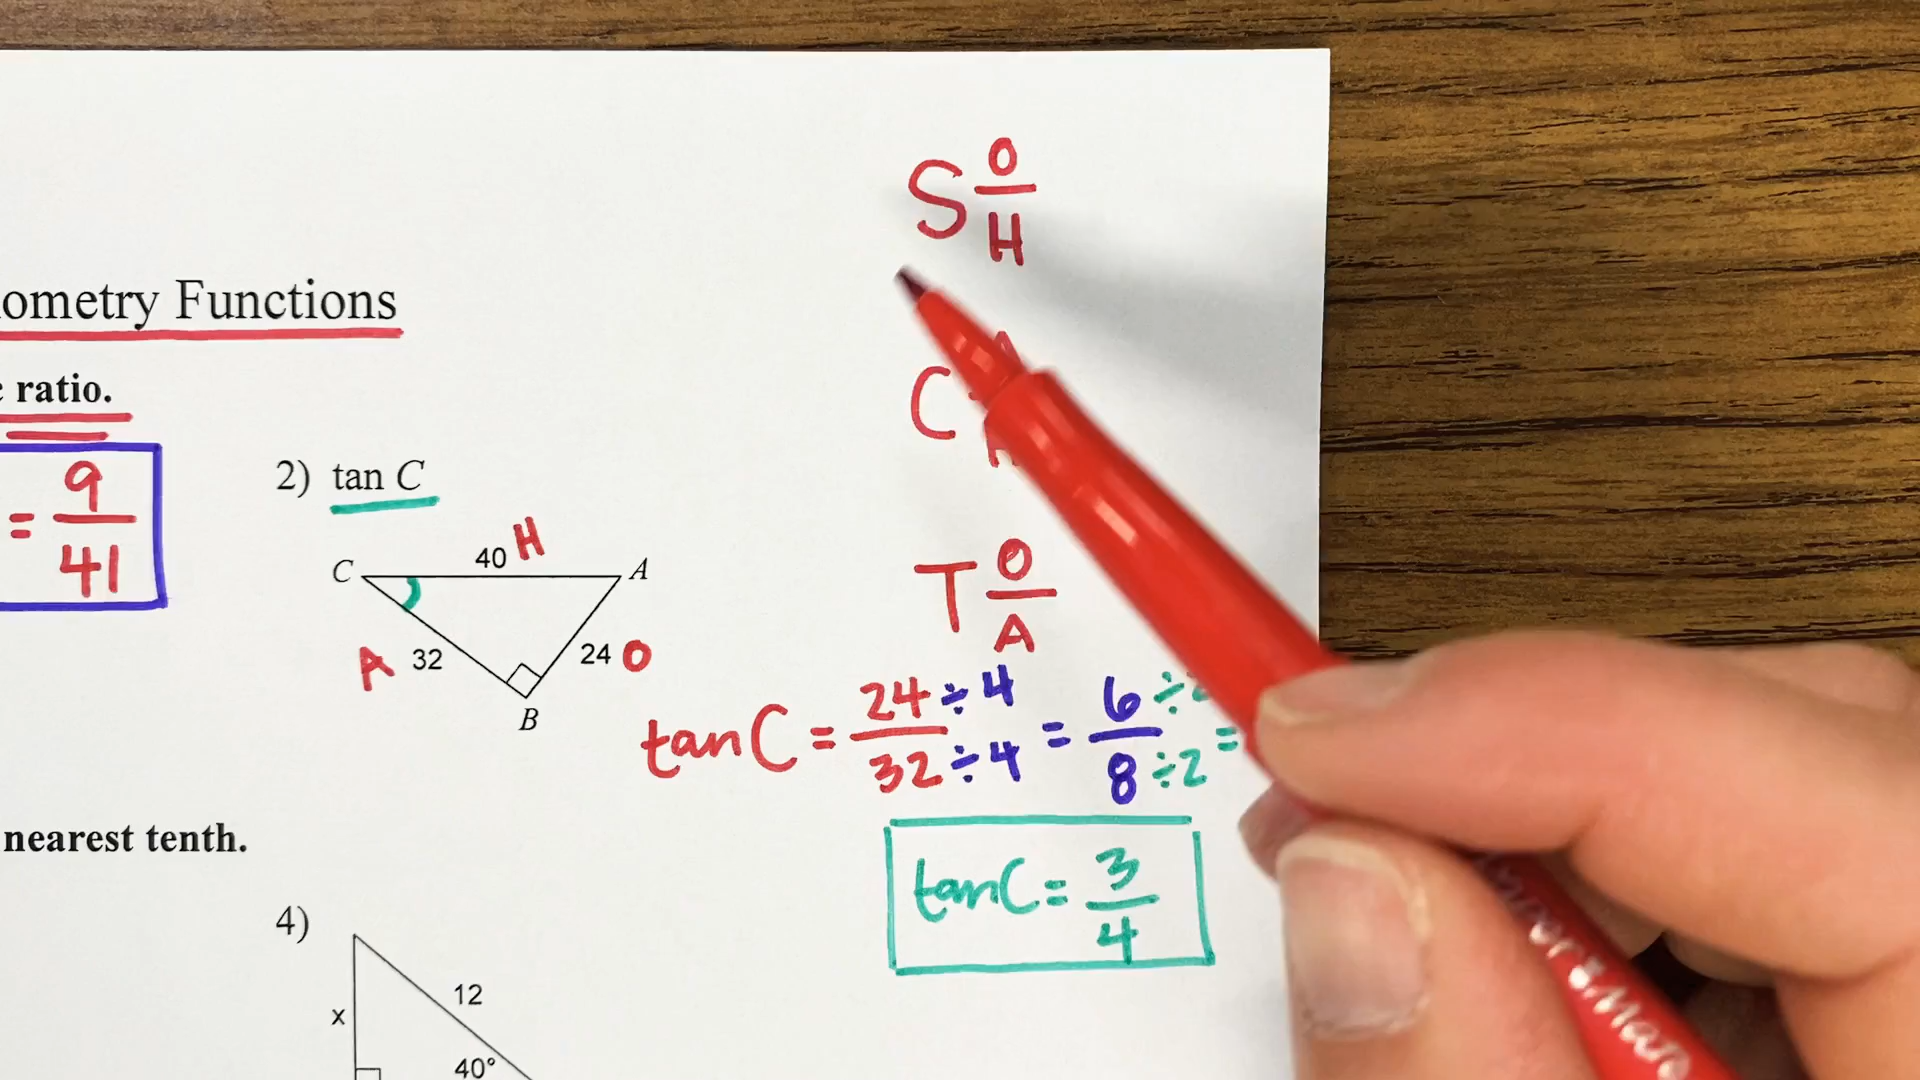 S O/H
ometry Functions
ratio.
C
= 9/41
2) tan C
40 H
C
A
T O/A
A 32
24 O
B
tanC = 24÷4/32÷4 = 6÷/8÷2 =
nearest tenth.
tanC = 3/4
4)
12
x
40°